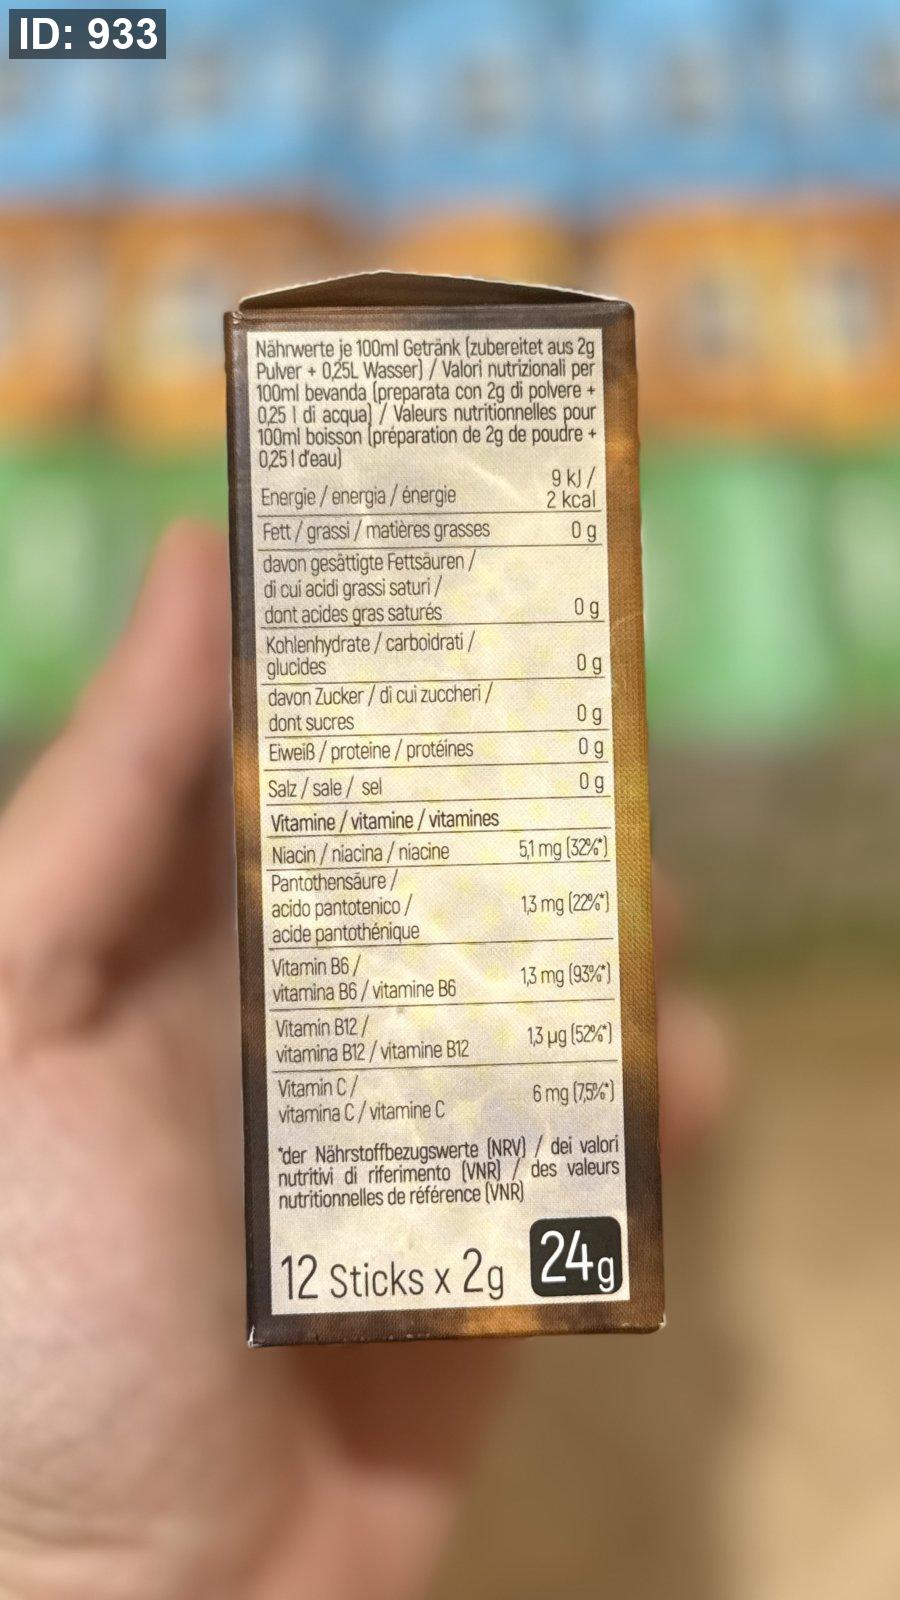 ID: 933
Nährwerte je 100ml Getränk (zubereitet aus 2g
Pulver + 0,25L Wasser) / Valori nutrizionali per
100ml bevanda (preparata con 2g di polvere +
0,25 l di acqua) / Valeurs nutritionnelles pour
100ml boisson (préparation de 2g de poudre +
0,25 l d'eau)
Energie / energia / énergie 9 kJ / 2 kcal
Fett / grassi / matières grasses 0 g
davon gesättigte Fettsäuren /
di cui acidi grassi saturi /
dont acides gras saturés 0 g
Kohlenhydrate / carboidrati /
glucides 0 g
davon Zucker / di cui zuccheri /
dont sucres 0 g
Eiweiß / proteine / protéines 0 g
Salz / sale / sel 0 g
Vitamine / vitamine / vitamines
Niacin / niacina / niacine 5,1 mg (32%*)
Pantothensäure /
acido pantotenico / 1,3 mg (22%*)
acide pantothénique
Vitamin B6 /
vitamina B6 / vitamine B6 1,3 mg (93%*)
Vitamin B12 /
vitamina B12 / vitamine B12 1,3 µg (52%*)
Vitamin C /
vitamina C / vitamine C 6 mg (7,5%*)
*der Nährstoffbezugswerte (NRV) / dei valori
nutritivi di riferimento (VNR) / des valeurs
nutritionnelles de référence (VNR)
12 Sticks x 2g 24g